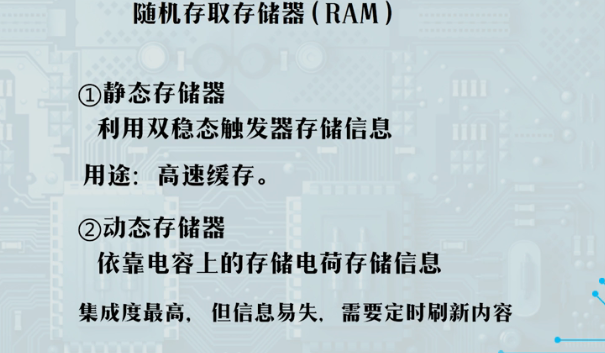 随机存取存储器(RAM)
①静态存储器
利用双稳态触发器存储信息
用途：高速缓存。
②动态存储器
依靠电容上的存储电荷存储信息
集成度最高，但信息易失，需要定时刷新内容